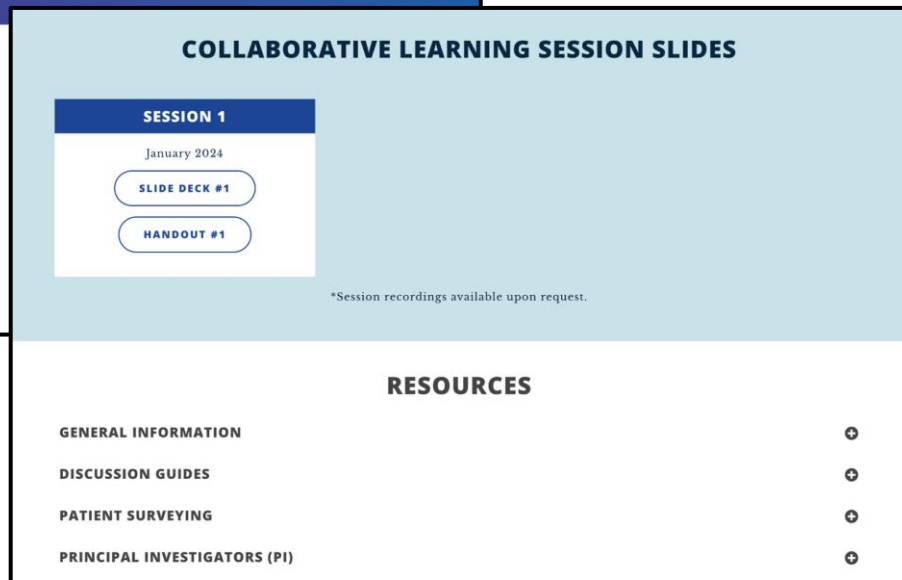 COLLABORATIVE LEARNING SESSION SLIDES
SESSION 1
January 2024
SLIDE DECK #1
HANDOUT #1
*Session recordings available upon request.
RESOURCES
GENERAL INFORMATION
DISCUSSION GUIDES
PATIENT SURVEYING
PRINCIPAL INVESTIGATORS (PI)